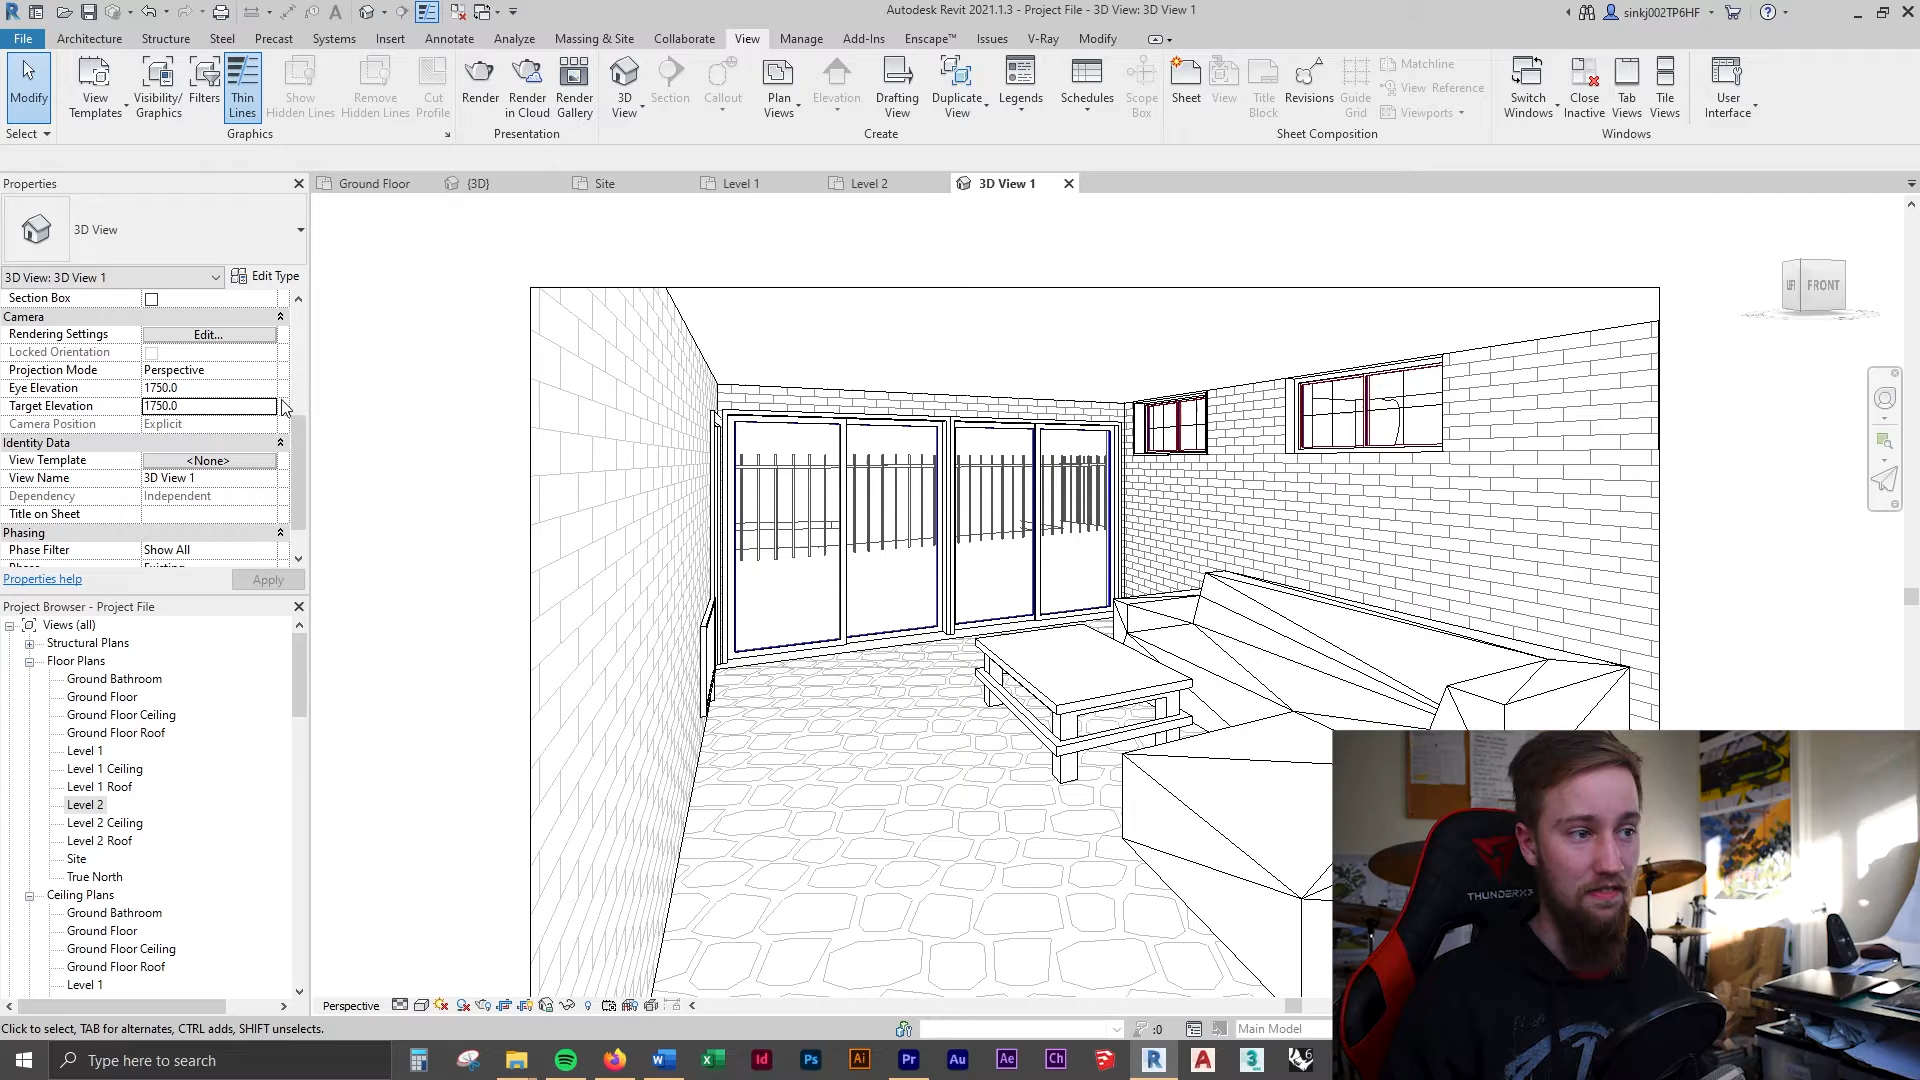 Autodesk Revit 2021.1.3 - Project File - 3D View: 3D View 1
sinkj002TP6HF
File Architecture Structure Steel Precast Systems Insert Annotate Analyze Massing & Site Collaborate View Manage Add-Ins Enscape™ Issues V-Ray Modify
Modify
View Templates
Visibility/ Graphics
Filters
Thin Lines
Show Hidden Lines
Remove Hidden Lines
Cut Profile
Render
Render in Cloud
Render Gallery
3D View
Section
Callout
Plan Views
Elevation
Drafting View
Duplicate View
Legends
Schedules
Scope Box
Sheet
View
Title Block
Revisions
Guide Grid
Matchline
View Reference
Viewports
Switch Windows
Close Inactive
Tab Views
Tile Views
User Interface
Select Graphics Presentation Create Sheet Composition Windows
Properties
Ground Floor {3D} Site Level 1 Level 2 3D View 1
3D View
3D View: 3D View 1 Edit Type
Section Box
Camera
Rendering Settings Edit...
Locked Orientation
Projection Mode Perspective
Eye Elevation 1750.0
Target Elevation 1750.0
Camera Position Explicit
Identity Data
View Template <None>
View Name 3D View 1
Dependency Independent
Title on Sheet
Phasing
Phase Filter Show All
Properties help Apply
Project Browser - Project File
Views (all)
Structural Plans
Floor Plans
Ground Bathroom
Ground Floor
Ground Floor Ceiling
Ground Floor Roof
Level 1
Level 1 Ceiling
Level 1 Roof
Level 2
Level 2 Ceiling
Level 2 Roof
Site
True North
Ceiling Plans
Ground Bathroom
Ground Floor
Ground Floor Ceiling
Ground Floor Roof
Level 1
FRONT
THUNDERX3
Perspective
Click to select, TAB for alternates, CTRL adds, SHIFT unselects.
:0
Main Model
Type here to search
Id Ps Ai Pr Au Ae Ch R A 3